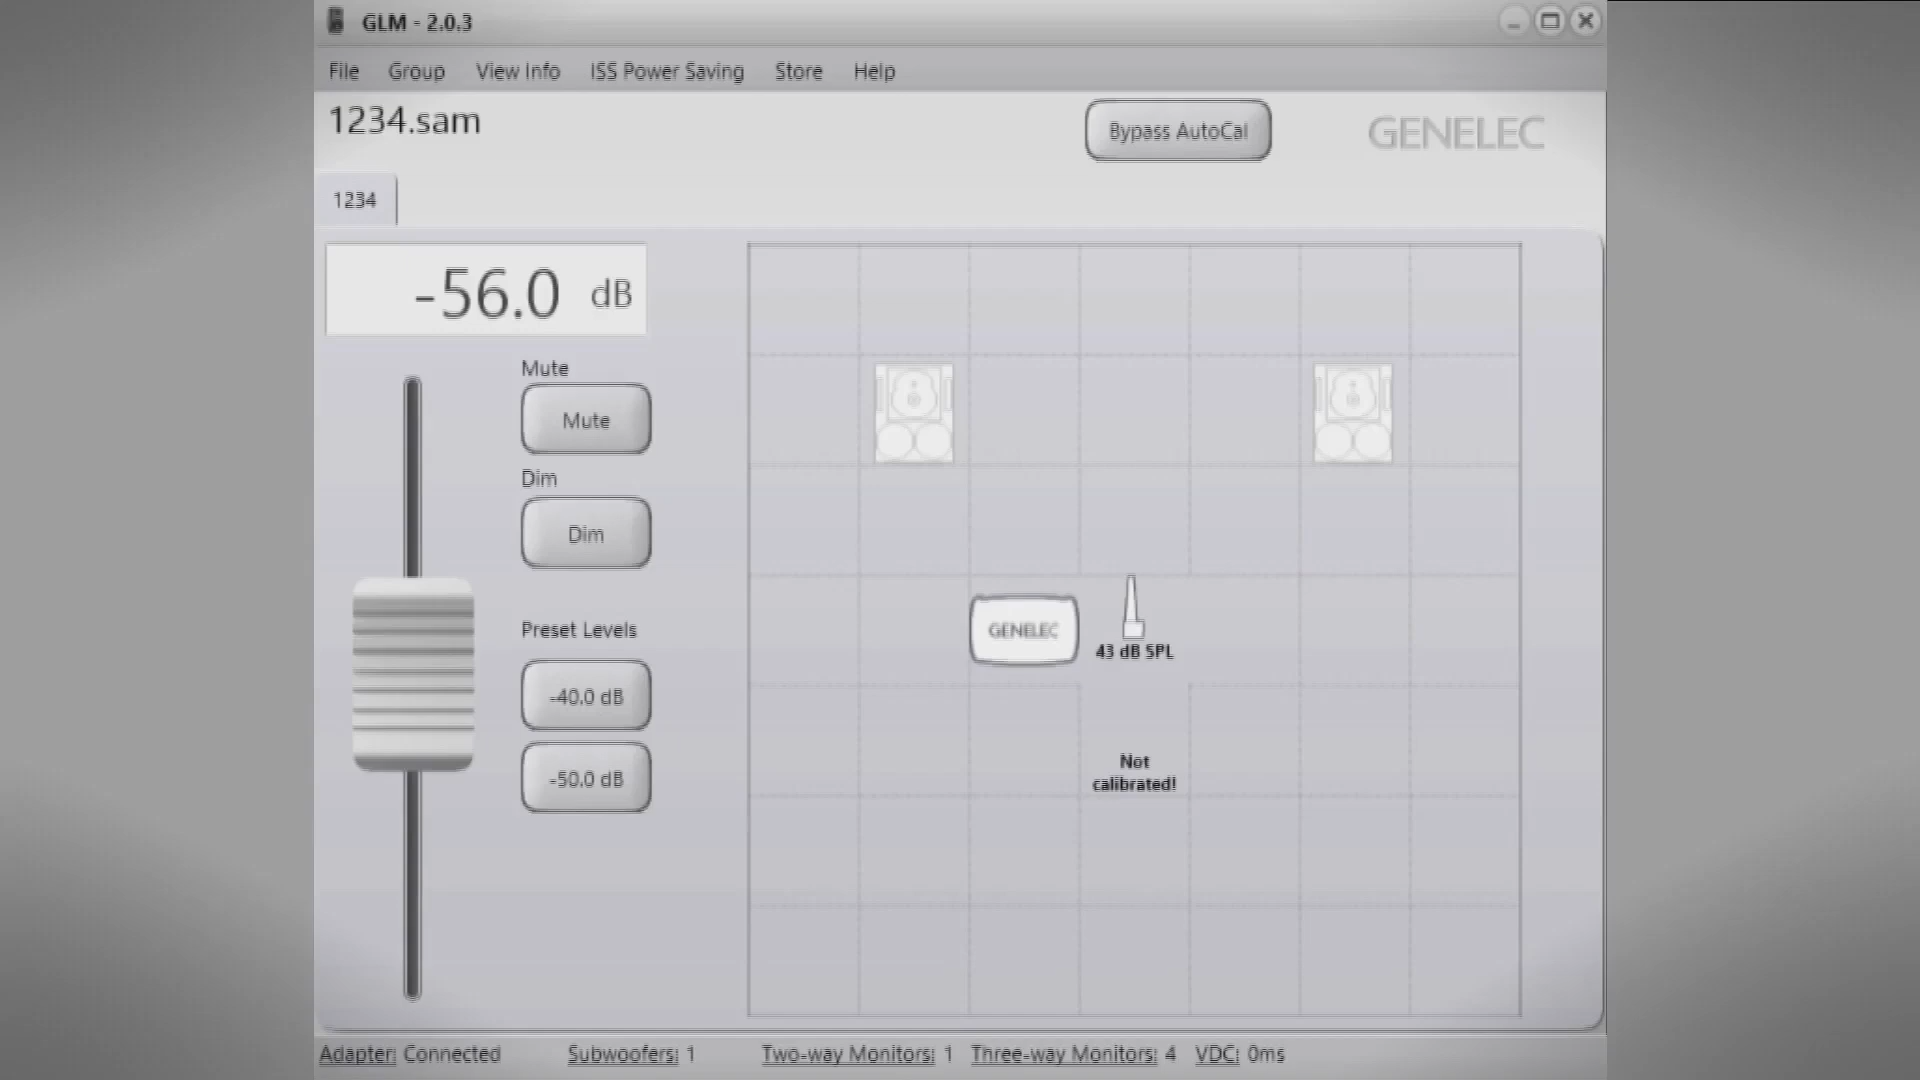 GLM - 2.0.3
File Group View Info ISS Power Saving Store Help
1234.sam
Bypass AutoCal
GENELEC
1234
-56.0 dB
Mute
Mute
Dim
Dim
Preset Levels
-40.0 dB
-50.0 dB
GENELEC
43 dB SPL
Not
calibrated!
Adapter: Connected Subwoofers: 1 Two-way Monitors: 1 Three-way Monitors: 4 VDC: 0ms